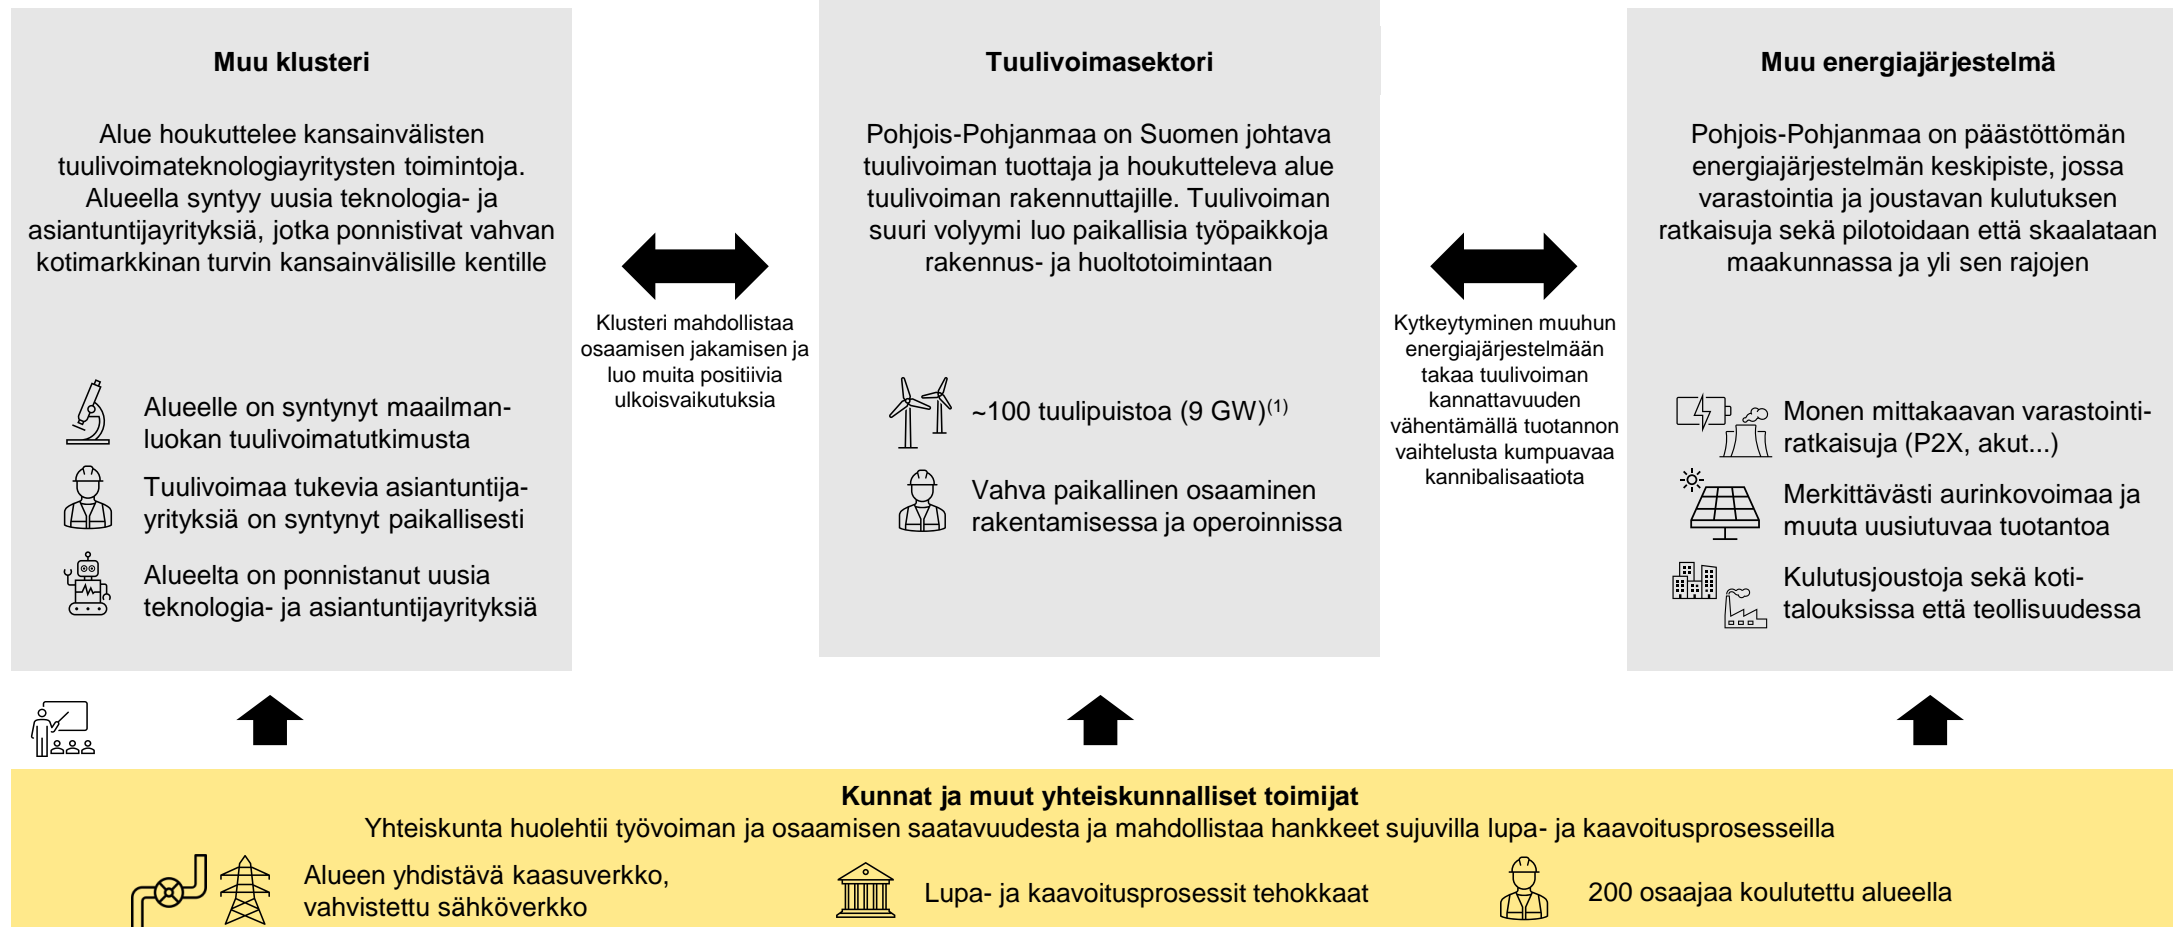 Muu klusteri
Alue houkuttelee kansainvälisten
tuulivoimateknologiayritysten toimintoja.
Alueella syntyy uusia teknologia- ja
asiantuntijayrityksiä, jotka ponnistivat vahvan
kotimarkkinan turvin kansainvälisille kentille
Alueelle on syntynyt maailman-
luokan tuulivoimatutkimusta
Tuulivoimaa tukevia asiantuntija-
yrityksiä on syntynyt paikallisesti
Alueelta on ponnistanut uusia
teknologia- ja asiantuntijayrityksiä
Klusteri mahdollistaa
osaamisen jakamisen ja
luo muita positiivia
ulkoisvaikutuksia
Tuulivoimasektori
Pohjois-Pohjanmaa on Suomen johtava
tuulivoiman tuottaja ja houkutteleva alue
tuulivoiman rakennuttajille. Tuulivoiman
suuri volyymi luo paikallisia työpaikkoja
rakennus- ja huoltotoimintaan
~100 tuulipuistoa (9 GW)(1)
Vahva paikallinen osaaminen
rakentamisessa ja operoinnissa
Kytkeytyminen muuhun
energiajärjestelmään
takaa tuulivoiman
kannattavuuden
vähentämällä tuotannon
vaihtelusta kumpuavaa
kannibalisaatiota
Muu energiajärjestelmä
Pohjois-Pohjanmaa on päästöttömän
energiajärjestelmän keskipiste, jossa
varastointia ja joustavan kulutuksen
ratkaisuja sekä pilotoidaan että skaalataan
maakunnassa ja yli sen rajojen
Monen mittakaavan varastointi-
ratkaisuja (P2X, akut...)
Merkittävästi aurinkovoimaa ja
muuta uusiutuvaa tuotantoa
Kulutusjoustoja sekä koti-
talouksissa että teollisuudessa
Kunnat ja muut yhteiskunnalliset toimijat
Yhteiskunta huolehtii työvoiman ja osaamisen saatavuudesta ja mahdollistaa hankkeet sujuvilla lupa- ja kaavoitusprosesseilla
Alueen yhdistävä kaasuverkko,
vahvistettu sähköverkko
Lupa- ja kaavoitusprosessit tehokkaat
200 osaajaa koulutettu alueella